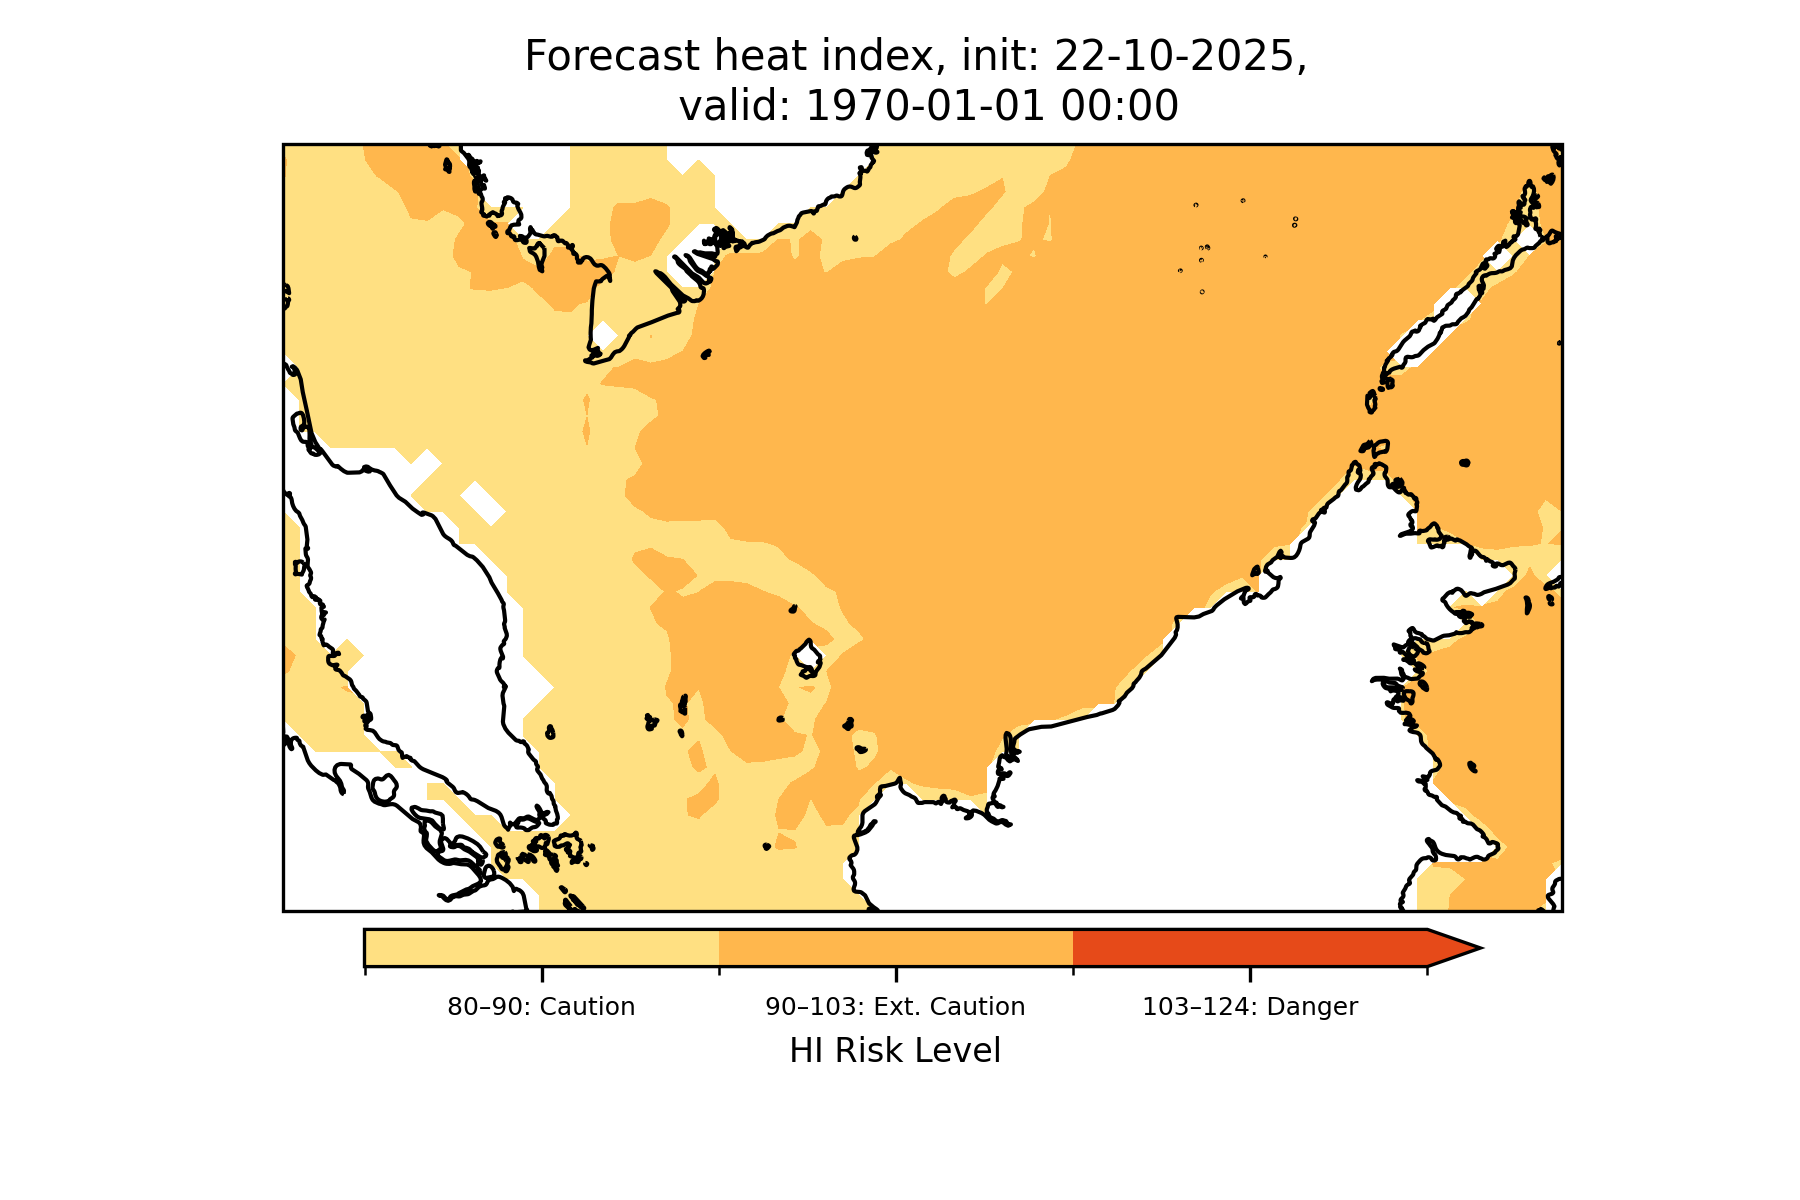 Forecast heat index, init: 22-10-2025,
valid: 1970-01-01 00:00
80–90: Caution
90–103: Ext. Caution
103–124: Danger
HI Risk Level